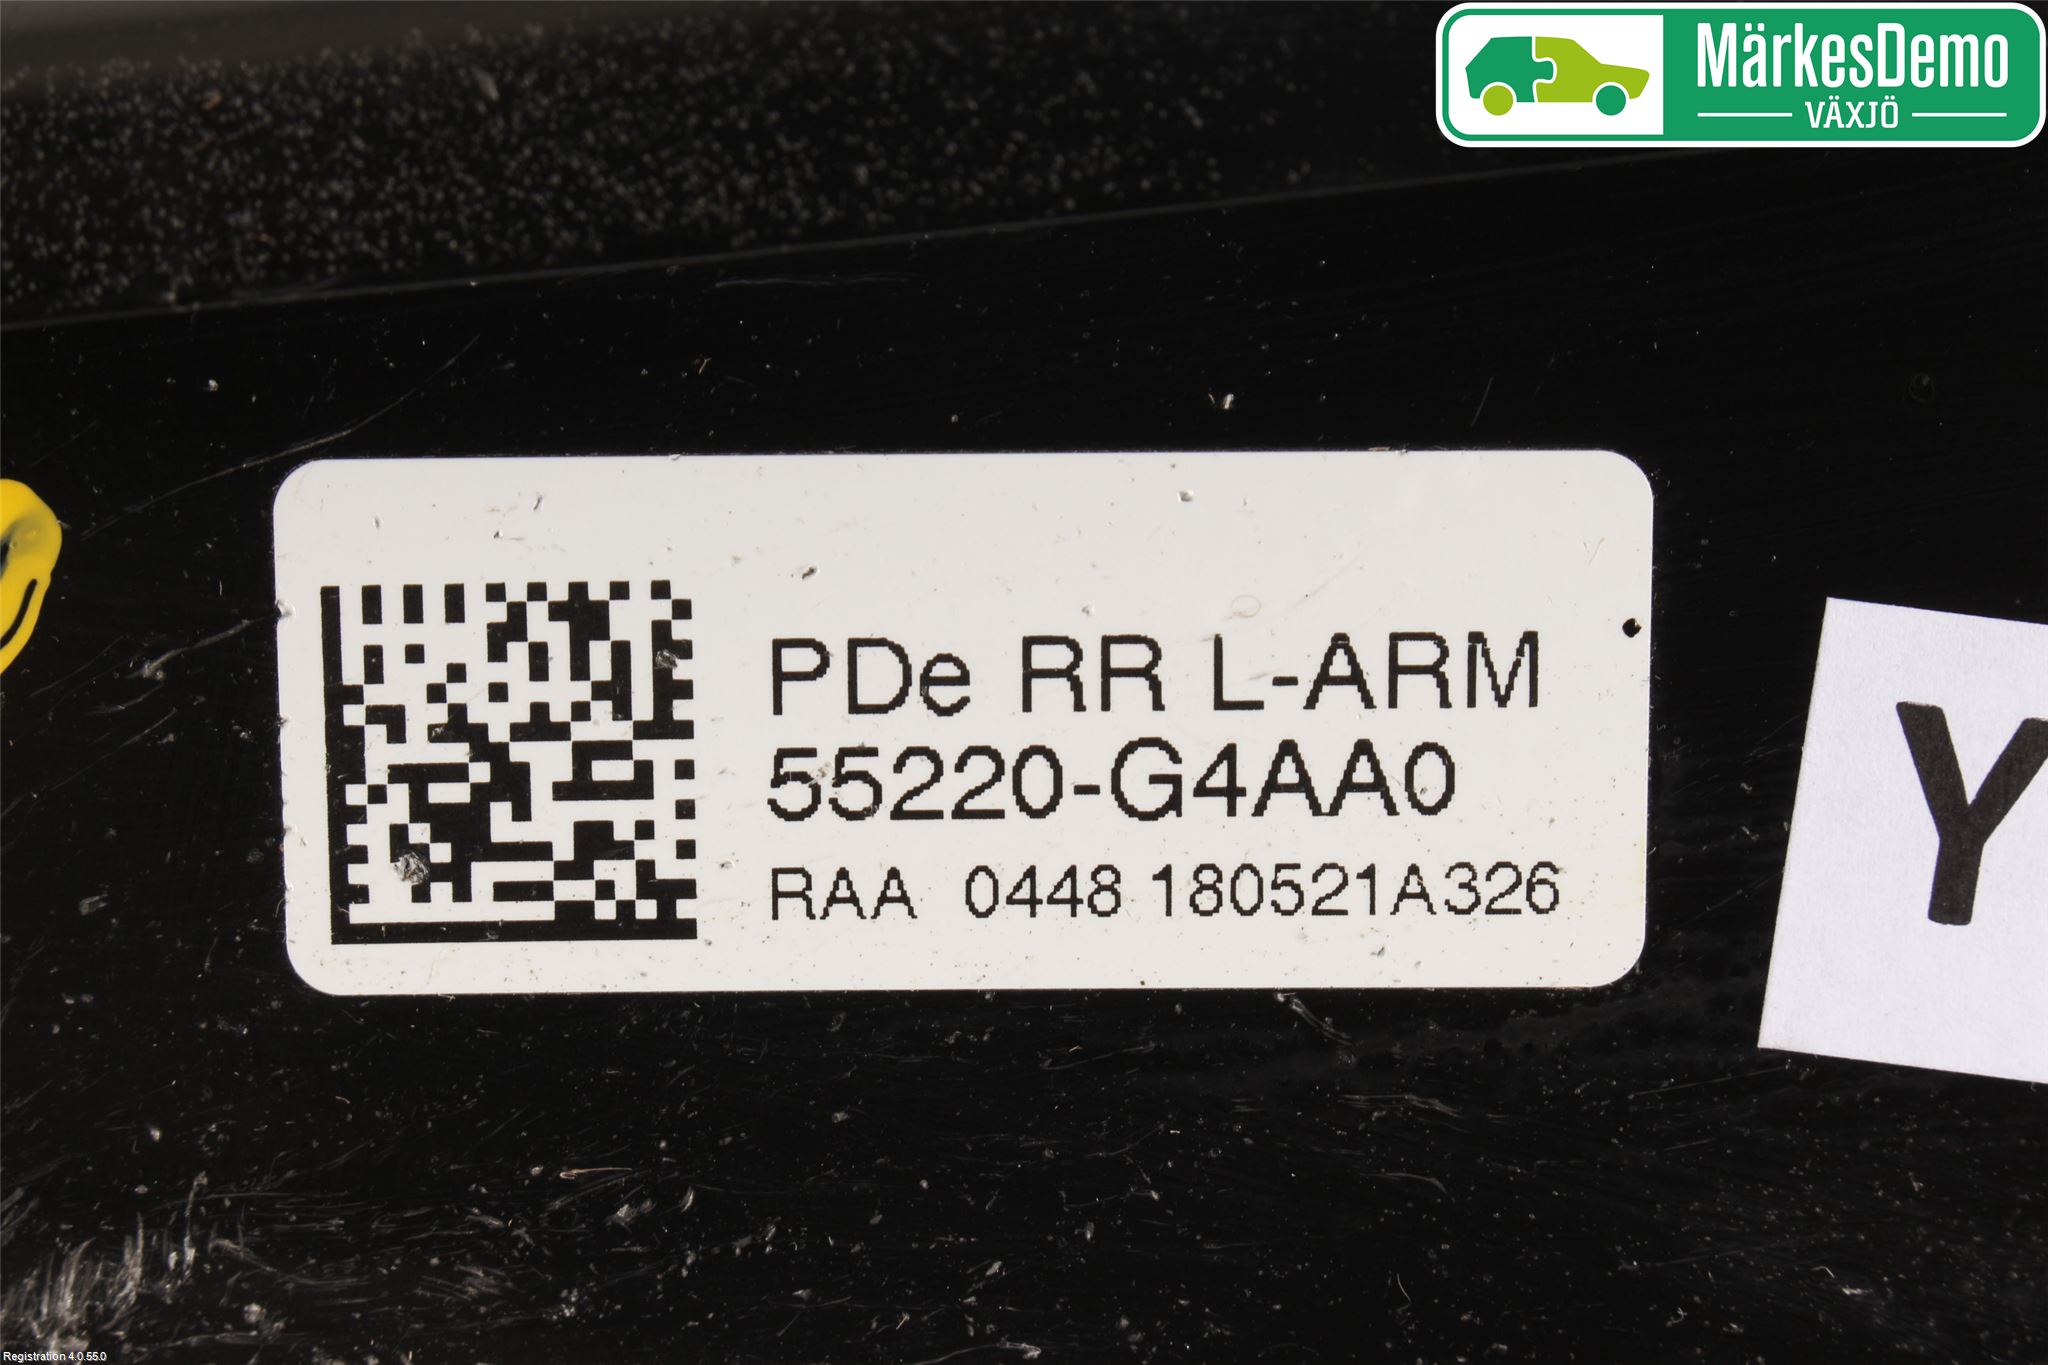 MärkesDemo
VÄXJÖ
PDe RR L-ARM
55220-G4AA0
RAA 0448 180521A326
Y
Registration 4.0.55.0